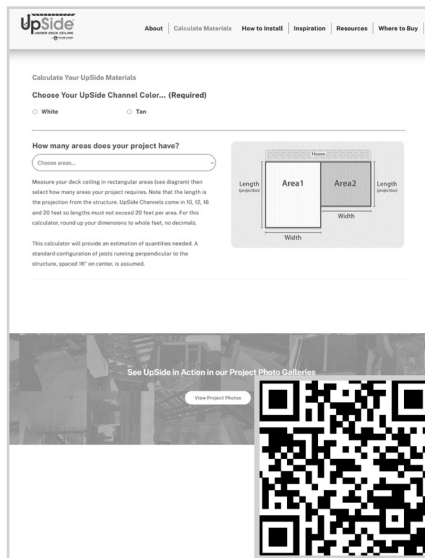 UpSide
UNDER DECK CEILING
About
Calculate Materials
How to Install
Inspiration
Resources
Where to Buy
Calculate Your UpSide Materials
Choose Your UpSide Channel Color... (Required)
White
Tan
How many areas does your project have?
Choose areas...
Measure your deck ceiling in rectangular areas (see diagram) then
select how many areas your project requires. Note that the length is
the projection from the structure. UpSide Channels come in 10, 12, 16
and 20 feet so lengths must not exceed 20 feet per area. For this
calculator, round up your dimensions to whole feet, no decimals.
This calculator will provide an estimation of quantities needed. A
standard configuration of joists running perpendicular to the
structure, spaced 16" on center, is assumed.
House
Length
(projection)
Area1
Area2
Length
(projection)
Width
Width
See UpSide in Action in our Project Photo Galleries
View Project Photos